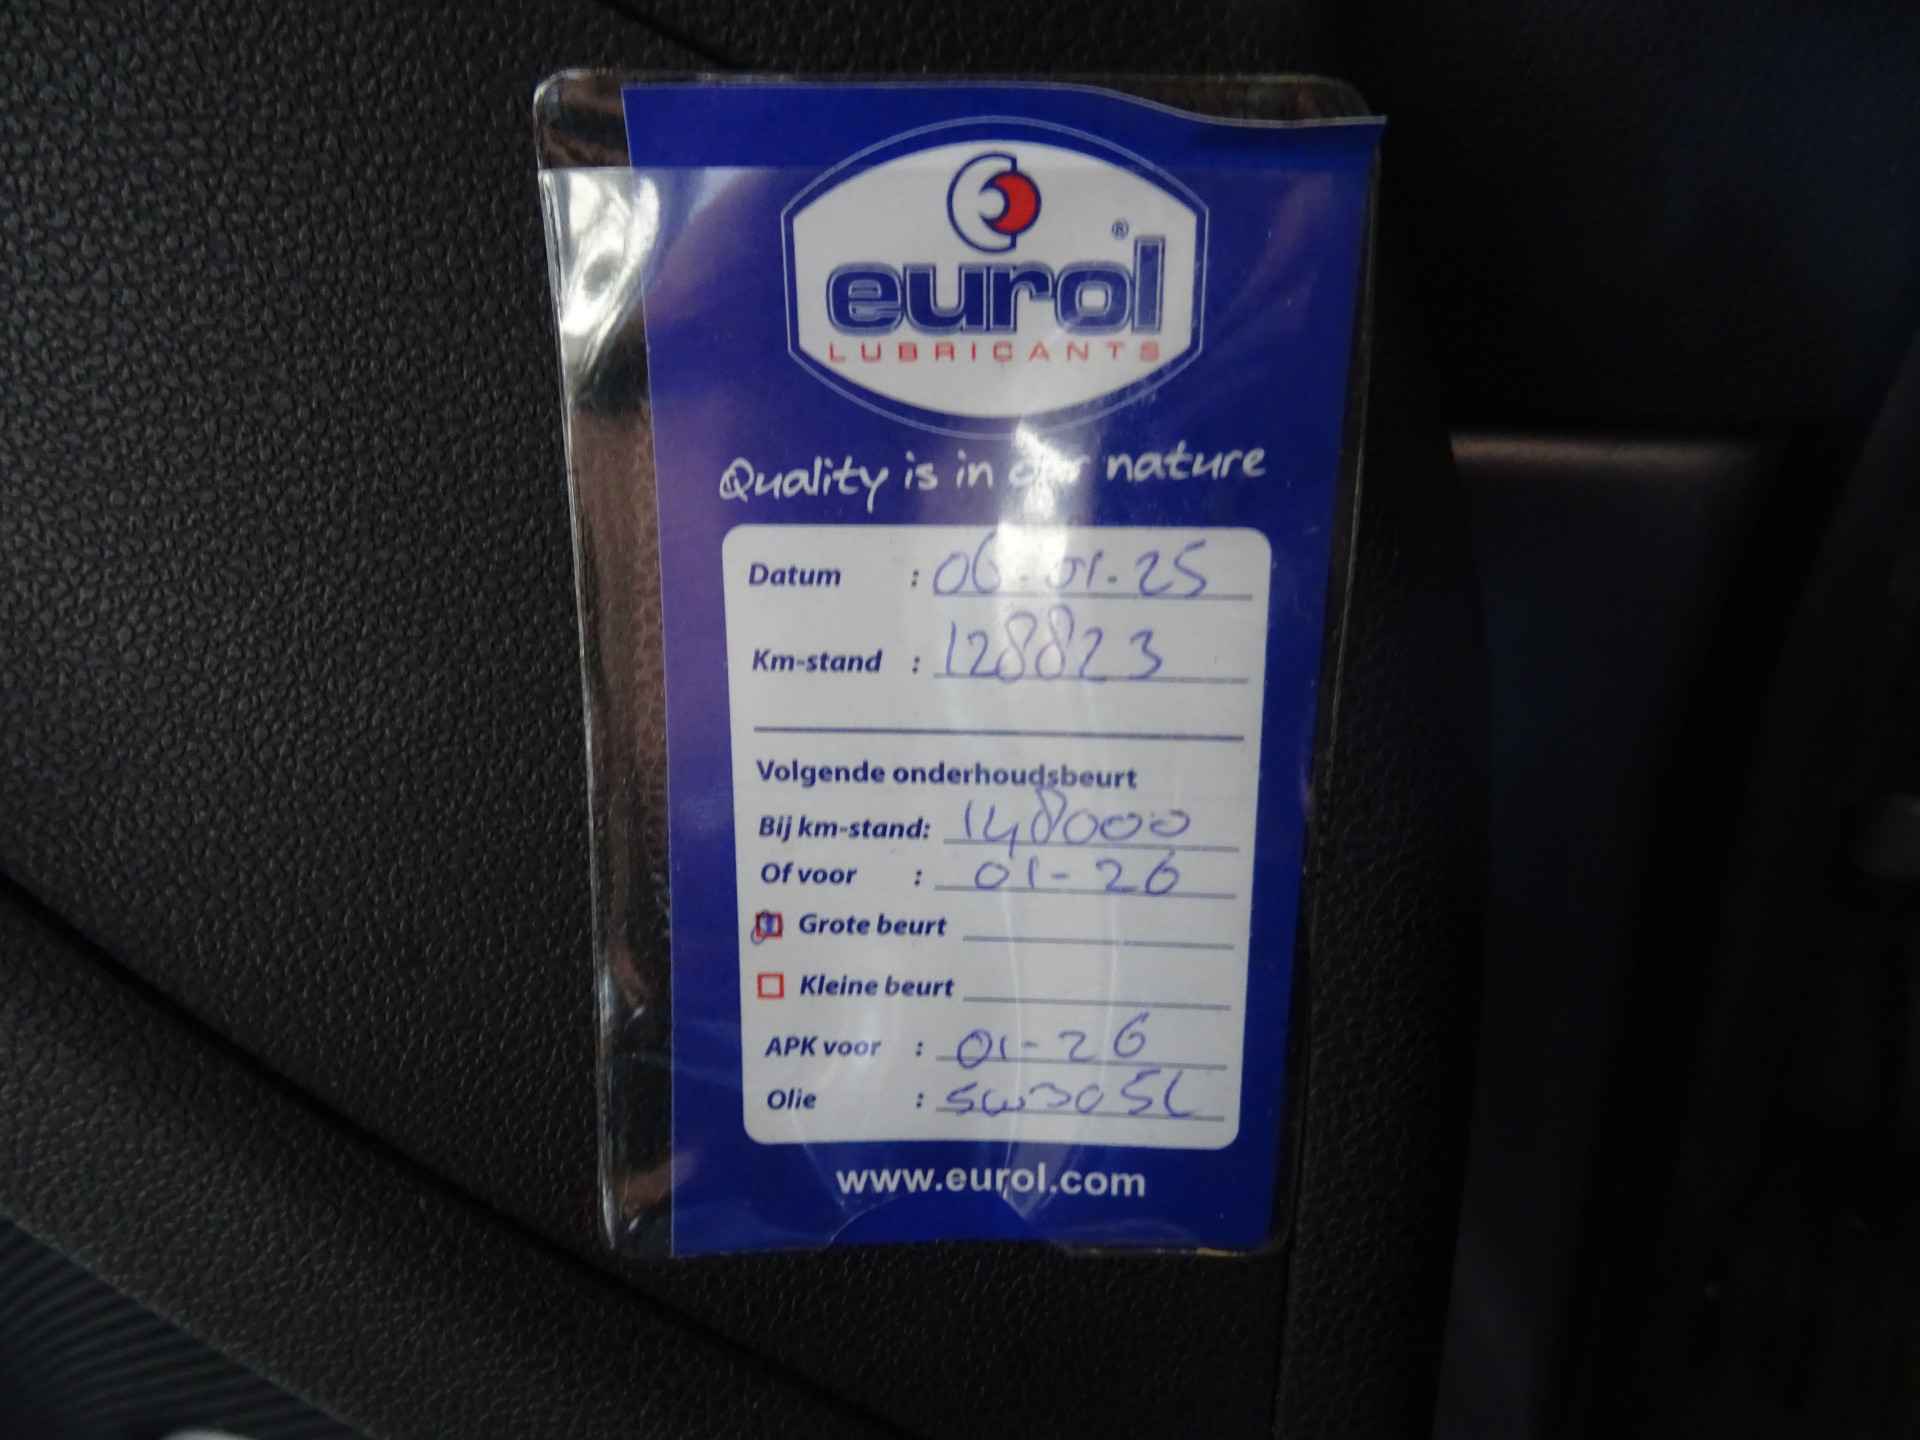 eurol®
LUBRICANTS
Quality is in our nature
Datum : 06-01-25
Km-stand : 128823
Volgende onderhoudsbeurt
Bij km-stand: 148000
Of voor : 01-26
Grote beurt
Kleine beurt
APK voor : 01-26
Olie : 5w30 5L
www.eurol.com